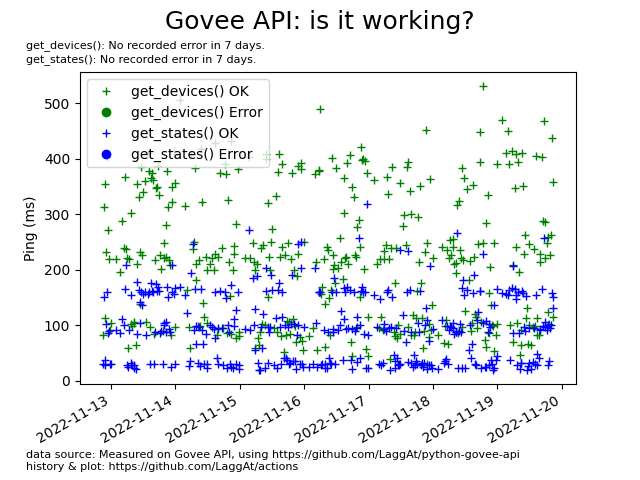 Govee API: is it working?
get_devices(): No recorded error in 7 days.
get_states(): No recorded error in 7 days.
get_devices() OK
get_devices() Error
get_states() OK
get_states() Error
Ping (ms)
500
400
300
200
100
0
2022-11-13
2022-11-14
2022-11-15
2022-11-16
2022-11-17
2022-11-18
2022-11-19
2022-11-20
data source: Measured on Govee API, using https://github.com/LaggAt/python-govee-api
history & plot: https://github.com/LaggAt/actions